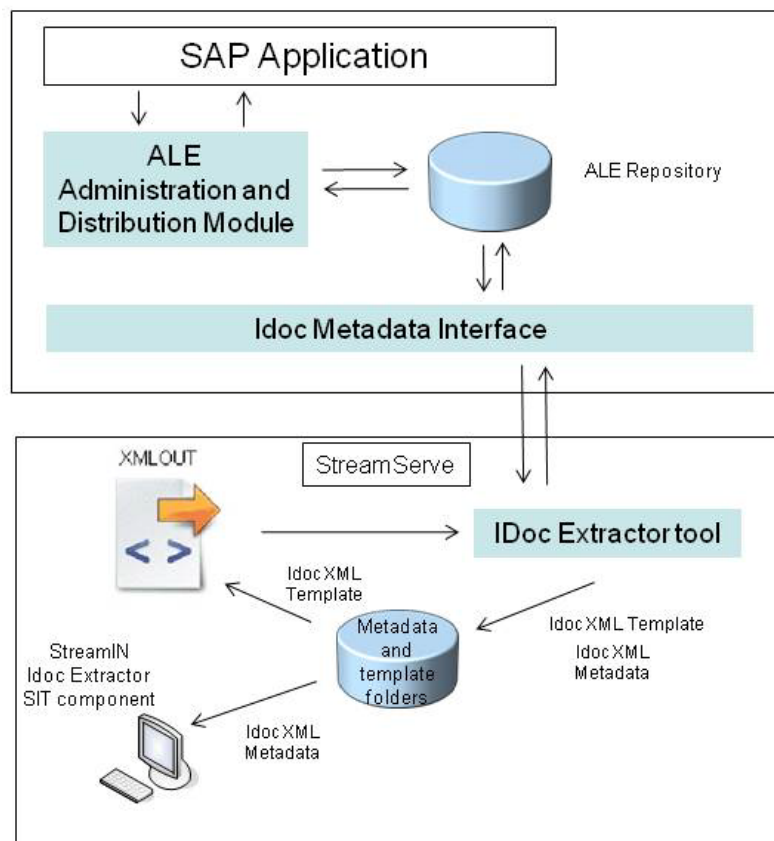 SAP Application
ALE
Administration and
Distribution Module
ALE Repository
Idoc Metadata Interface
XMLOUT
StreamServe
< >
IDoc Extractor tool
Idoc XML
Template
Metadata
and
template
folders
Idoc XML Template
Idoc XML
Metadata
StreamIN
Idoc Extractor
SIT component
Idoc XML
Metadata